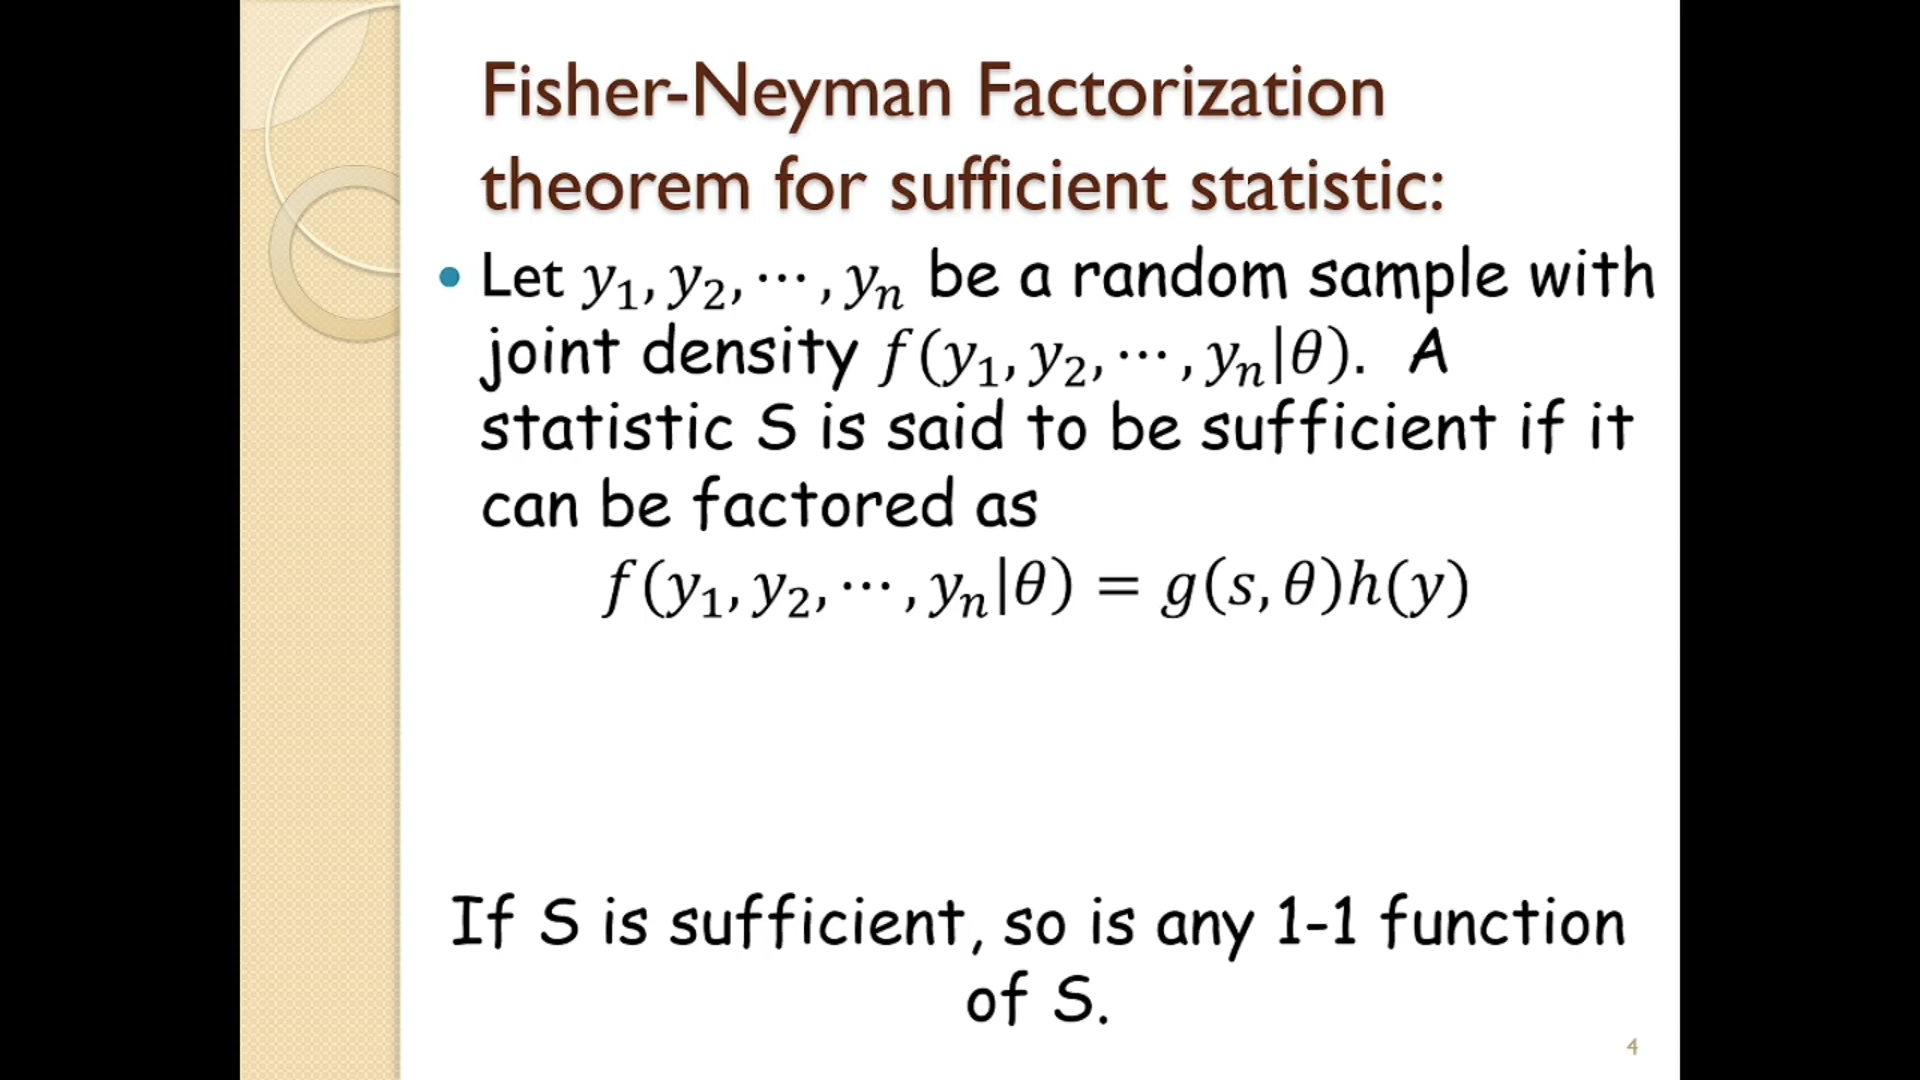 Fisher-Neyman Factorization
theorem for sufficient statistic:
• Let y₁, y₂, ⋯ , yₙ be a random sample with
joint density f(y₁, y₂, ⋯ , yₙ|θ). A
statistic S is said to be sufficient if it
can be factored as
f(y₁, y₂, ⋯ , yₙ|θ) = g(s, θ)h(y)
If S is sufficient, so is any 1-1 function
of S.
4